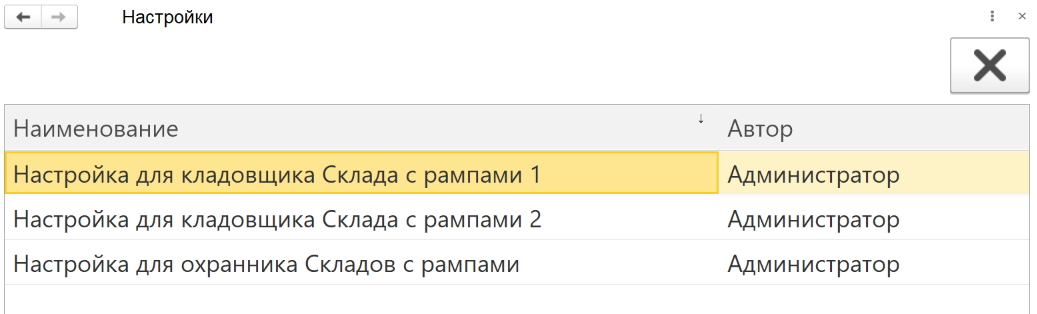 Настройки
Наименование ↓ Автор
Настройка для кладовщика Склада с рампами 1 Администратор
Настройка для кладовщика Склада с рампами 2 Администратор
Настройка для охранника Складов с рампами Администратор